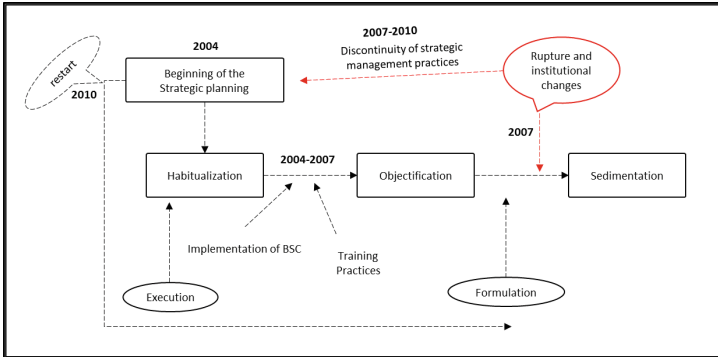 2007-2010
Discontinuity of strategic
management practices
2004
Beginning of the
Strategic planning
Rupture and
institutional
changes
restart
2010
2007
2004-2007
Habitualization
Objectification
Sedimentation
Implementation of BSC
Training
Practices
Execution
Formulation